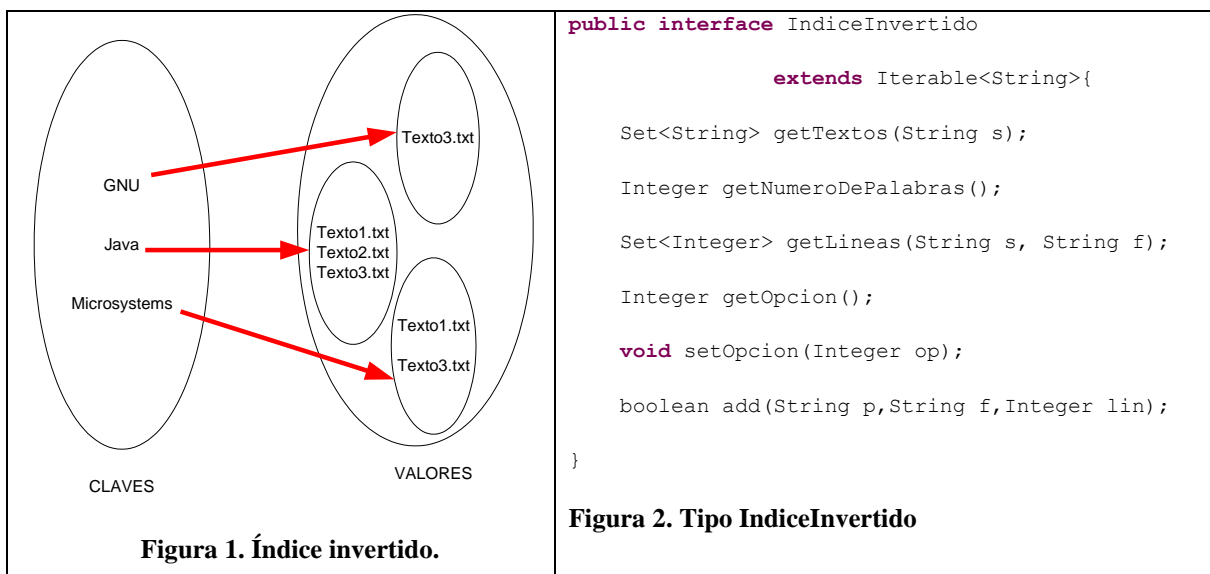 GNU
Java
Microsystems
CLAVES
Texto3.txt
Texto1.txt
Texto2.txt
Texto3.txt
Texto1.txt
Texto3.txt
VALORES
Figura 1. Índice invertido.
public interface IndiceInvertido
extends Iterable<String>{
Set<String> getTextos(String s);
Integer getNumeroDePalabras();
Set<Integer> getLineas(String s, String f);
Integer getOpcion();
void setOpcion(Integer op);
boolean add(String p,String f,Integer lin);
}
Figura 2. Tipo IndiceInvertido